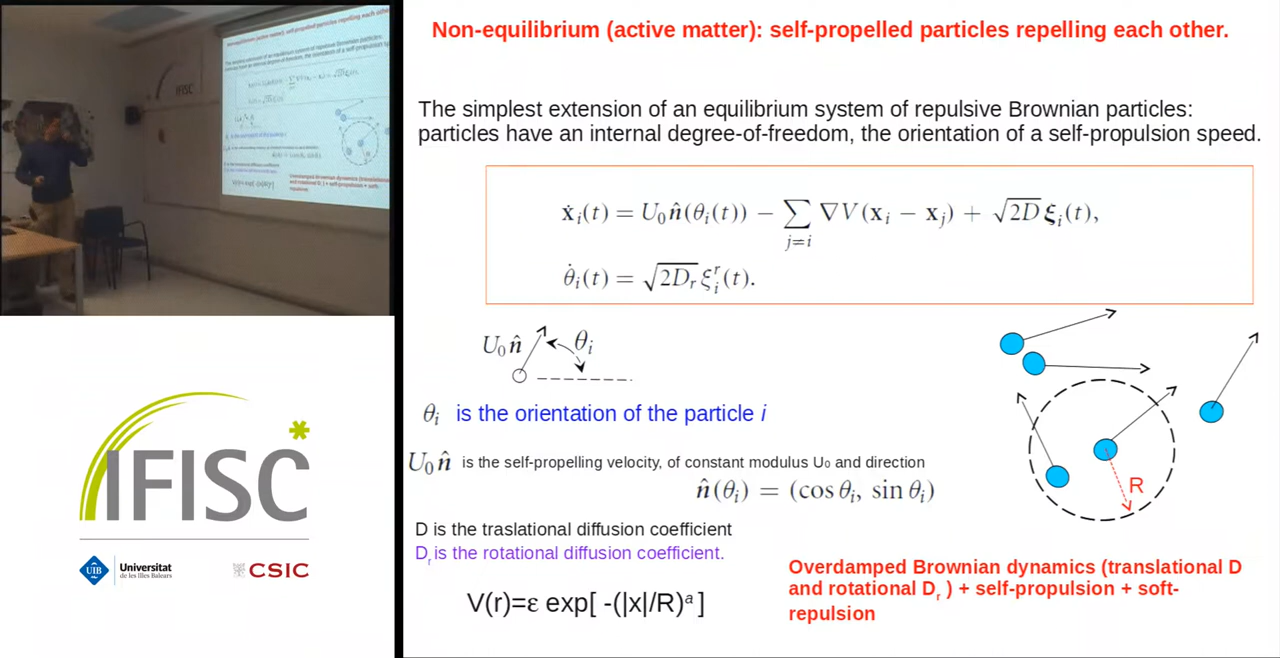 Non-equilibrium (active matter): self-propelled particles repelling each other.
The simplest extension of an equilibrium system of repulsive Brownian particles:
particles have an internal degree-of-freedom, the orientation of a self-propulsion speed.
ẋᵢ(t) = U₀n̂(θᵢ(t)) − ∑ ∇V(xᵢ − xⱼ) + √2D ξᵢ(t),
j=i
θ̇ᵢ(t) = √2Dᵣ ξᵢʳ(t).
U₀n̂ θᵢ
θᵢ is the orientation of the particle i
U₀n̂ is the self-propelling velocity, of constant modulus U₀ and direction
n̂(θᵢ) = (cos θᵢ, sin θᵢ)
R
D is the traslational diffusion coefficient
Dᵣ is the rotational diffusion coefficient.
V(r)=ε exp[ -(|x|/R)ᵃ ]
Overdamped Brownian dynamics (translational D
and rotational Dᵣ ) + self-propulsion + soft-
repulsion
IFISC
UIB
Universitat
de les Illes Balears
CSIC